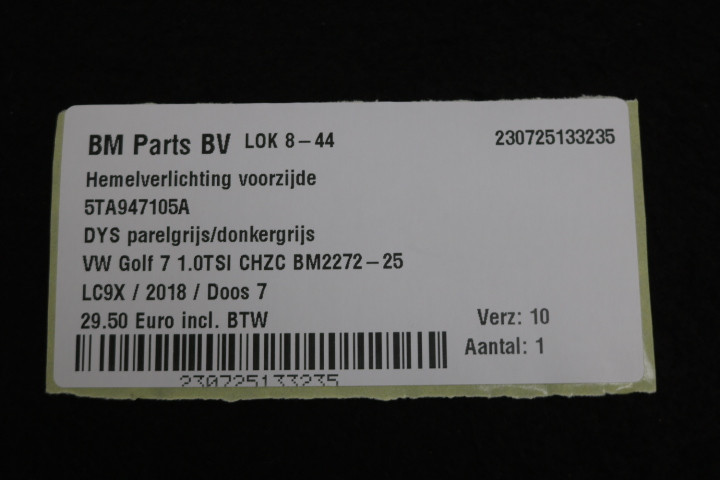 BM Parts BV LOK 8-44 230725133235
Hemelverlichting voorzijde
5TA947105A
DYS parelgrijs/donkergrijs
VW Golf 7 1.0TSI CHZC BM2272-25
LC9X / 2018 / Doos 7
29.50 Euro incl. BTW Verz: 10
Aantal: 1
230725133235